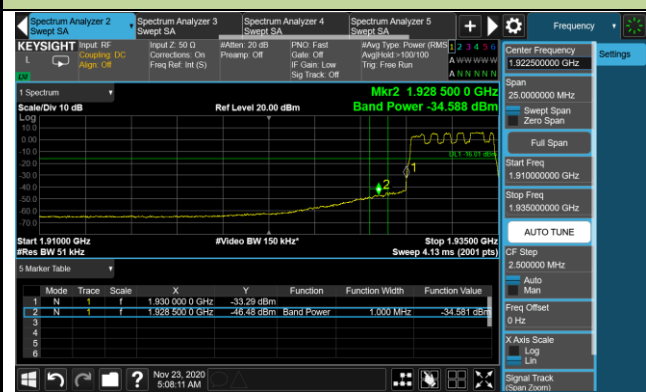 Spectrum Analyzer 2
Swept SA
Spectrum Analyzer 3
Swept SA
Spectrum Analyzer 4
Swept SA
Spectrum Analyzer 5
Swept SA
Frequency
KEYSIGHT
L
Input: RF
Coupling: DC
Align: Off
Input Z: 50 Ω
Corrections: On
Freq Ref: Int (S)
#Atten: 20 dB
Preamp: Off
PNO: Fast
Gate: Off
IF Gain: Low
Sig Track: Off
#Avg Type: Power (RMS)
Avg|Hold:>100/100
Trig: Free Run
1 2 3 4 5 6
A W W W W W
A N N N N N
1 Spectrum
Scale/Div 10 dB
Ref Level 20.00 dBm
Mkr2 1.928 500 0 GHz
Band Power -34.588 dBm
Log
10.0
0.00
-10.0
-20.0
-30.0
-40.0
-50.0
-60.0
-70.0
DL1 -16.01 dBm
1
2
Start 1.91000 GHz
#Res BW 51 kHz
#Video BW 150 kHz*
Stop 1.93500 GHz
Sweep 4.13 ms (2001 pts)
5 Marker Table
Mode Trace Scale X Y Function Function Width Function Value
1 N 1 f 1.930 000 0 GHz -33.29 dBm
2 N 1 f 1.928 500 0 GHz -46.48 dBm Band Power 1.000 MHz -34.581 dBm
3
4
5
6
Nov 23, 2020
5:08:11 AM
Center Frequency
1.922500000 GHz
Settings
Span
25.0000000 MHz
Swept Span
Zero Span
Full Span
Start Freq
1.910000000 GHz
Stop Freq
1.935000000 GHz
AUTO TUNE
CF Step
2.500000 MHz
Auto
Man
Freq Offset
0 Hz
X Axis Scale
Log
Lin
Signal Track
(Span Zoom)